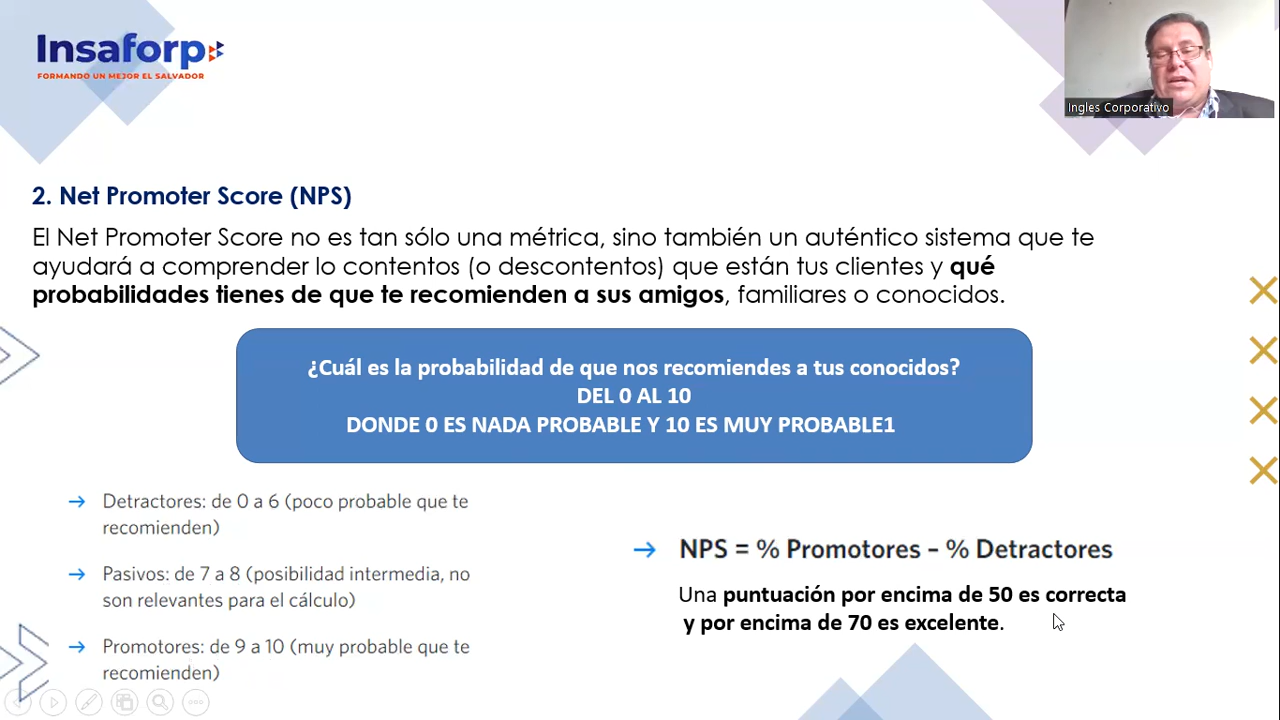 Insaforp
FORMANDO UN MEJOR EL SALVADOR
Ingles Corporativo
2. Net Promoter Score (NPS)
El Net Promoter Score no es tan sólo una métrica, sino también un auténtico sistema que te
ayudará a comprender lo contentos (o descontentos) que están tus clientes y qué
probabilidades tienes de que te recomienden a sus amigos, familiares o conocidos.
¿Cuál es la probabilidad de que nos recomiendes a tus conocidos?
DEL 0 AL 10
DONDE 0 ES NADA PROBABLE Y 10 ES MUY PROBABLE1
Detractores: de 0 a 6 (poco probable que te
recomienden)
Pasivos: de 7 a 8 (posibilidad intermedia, no
son relevantes para el cálculo)
Promotores: de 9 a 10 (muy probable que te
recomienden)
NPS = % Promotores – % Detractores
Una puntuación por encima de 50 es correcta
y por encima de 70 es excelente.